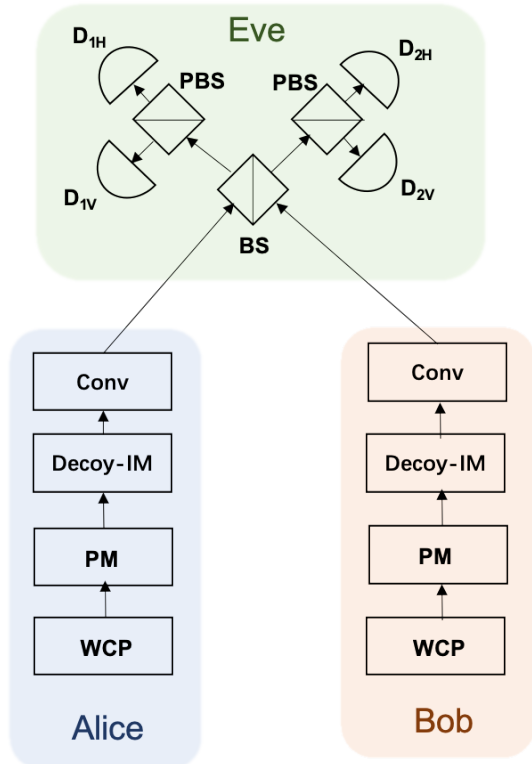 Eve
D1H
D2H
PBS
PBS
D1V
D2V
BS
Conv
Conv
Decoy-IM
Decoy-IM
PM
PM
WCP
WCP
Alice
Bob